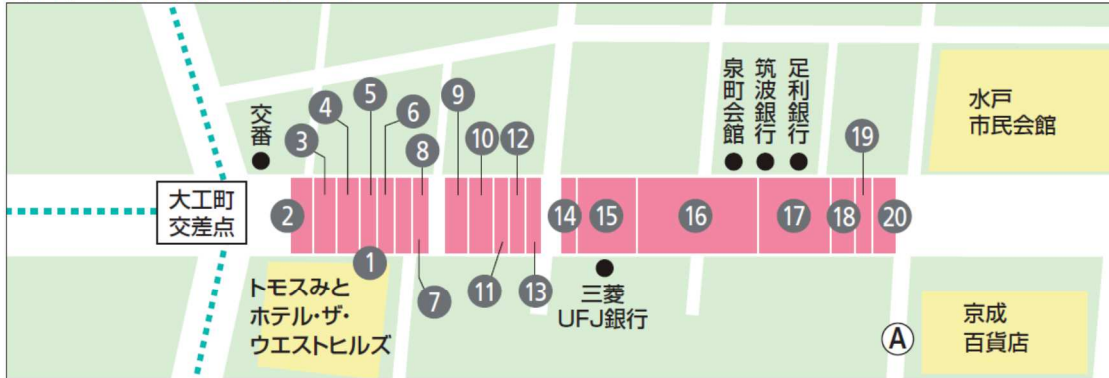 交番
大工町
交差点
トモスみと
ホテル・ザ・
ウエストヒルズ
1
2
3
4
5
6
7
8
9
10
11
12
13
14
15
16
17
18
19
20
三菱
UFJ銀行
泉町会館
筑波銀行
足利銀行
水戸
市民会館
A
京成
百貨店